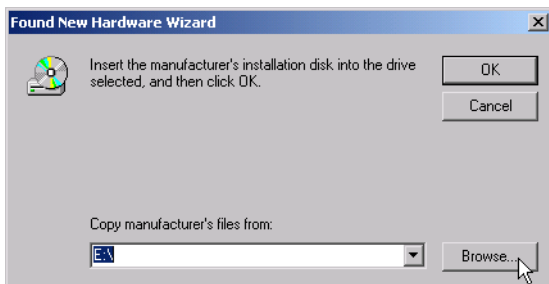 Found New Hardware Wizard
Insert the manufacturer's installation disk into the drive
selected, and then click OK.
OK
Cancel
Copy manufacturer's files from:
E:\
Browse...